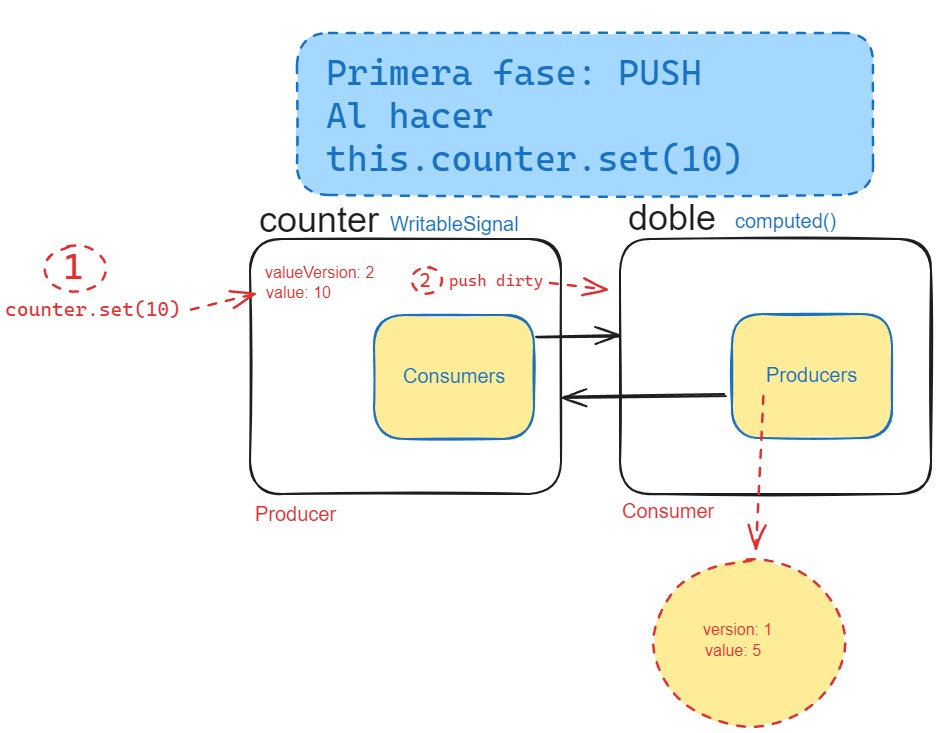 Primera fase: PUSH
Al hacer
this.counter.set(10)
counter WritableSignal
doble computed()
1
counter.set(10)
valueVersion: 2
value: 10
2 push dirty
Consumers
Producers
Producer
Consumer
version: 1
value: 5